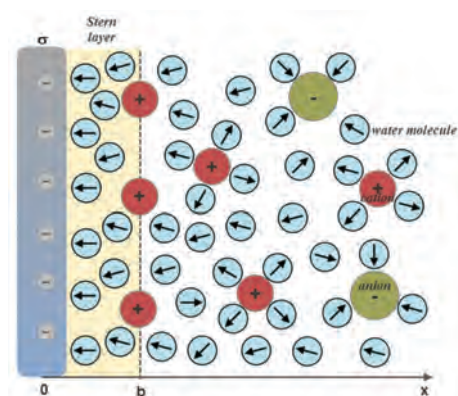 Stern
layer
σ
-
-
-
-
-
-
+
+
+
+
+
+
-
water molecule
cation
anion
-
0
b
x